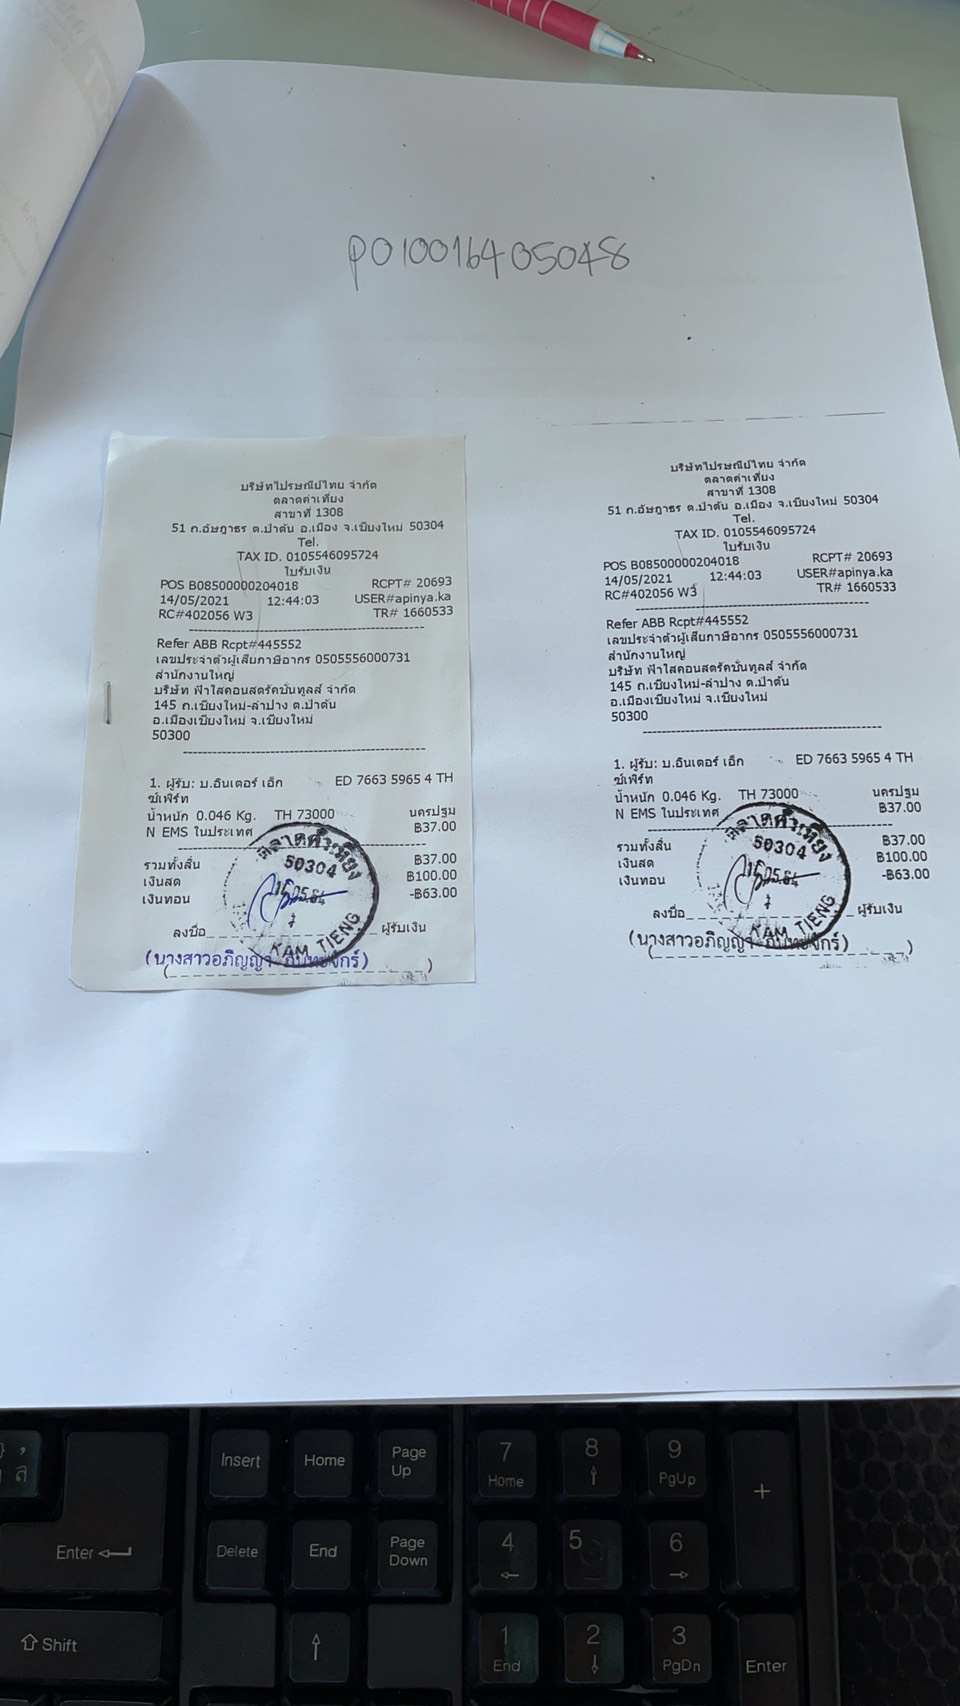 PO10016405048
บริษัทไปรษณีย์ไทย จำกัด
ตลาดคำเที่ยง
สาขาที่ 1308
51 ถ.อัษฎาธร ต.ป่าตัน อ.เมือง จ.เชียงใหม่ 50304
Tel.
TAX ID. 0105546095724
ใบรับเงิน
POS B08500000204018 RCPT# 20693
14/05/2021 12:44:03 USER#apinya.ka
RC#402056 W3 TR# 1660533
Refer ABB Rcpt#445552
เลขประจำตัวผู้เสียภาษีอากร 0505556000731
สำนักงานใหญ่
บริษัท ฟ้าใสคอนสตรัคชั่นทูลส์ จำกัด
145 ถ.เชียงใหม่-ลำปาง ต.ป่าตัน
อ.เมืองเชียงใหม่ จ.เชียงใหม่
50300
1. ผู้รับ: บ.อินเตอร์ เอ็ก ED 7663 5965 4 TH
ซ์เพิร์ท
น้ำหนัก 0.046 Kg. TH 73000 นครปฐม
N EMS ในประเทศ ฿37.00
รวมทั้งสิ้น ฿37.00
เงินสด ฿100.00
เงินทอน -฿63.00
ตลาดคำเที่ยง
50304
KAM TIENG
ลงชื่อ ผู้รับเงิน
(นางสาวอภิญญา
บริษัทไปรษณีย์ไทย จำกัด
ตลาดคำเที่ยง
สาขาที่ 1308
51 ถ.อัษฎาธร ต.ป่าตัน อ.เมือง จ.เชียงใหม่ 50304
Tel.
TAX ID. 0105546095724
ใบรับเงิน
POS B08500000204018 RCPT# 20693
14/05/2021 12:44:03 USER#apinya.ka
RC#402056 W3 TR# 1660533
Refer ABB Rcpt#445552
เลขประจำตัวผู้เสียภาษีอากร 0505556000731
สำนักงานใหญ่
บริษัท ฟ้าใสคอนสตรัคชั่นทูลส์ จำกัด
145 ถ.เชียงใหม่-ลำปาง ต.ป่าตัน
อ.เมืองเชียงใหม่ จ.เชียงใหม่
50300
1. ผู้รับ: บ.อินเตอร์ เอ็ก ED 7663 5965 4 TH
ซ์เพิร์ท
น้ำหนัก 0.046 Kg. TH 73000 นครปฐม
N EMS ในประเทศ ฿37.00
รวมทั้งสิ้น ฿37.00
เงินสด ฿100.00
เงินทอน -฿63.00
ตลาดคำเที่ยง
50304
KAM TIENG
ลงชื่อ ผู้รับเงิน
(นางสาวอภิญญา
Insert Home Page Up 7 Home 8 9 PgUp +
Enter Delete End Page Down 4 5 6
Shift 1 End 2 3 PgDn Enter